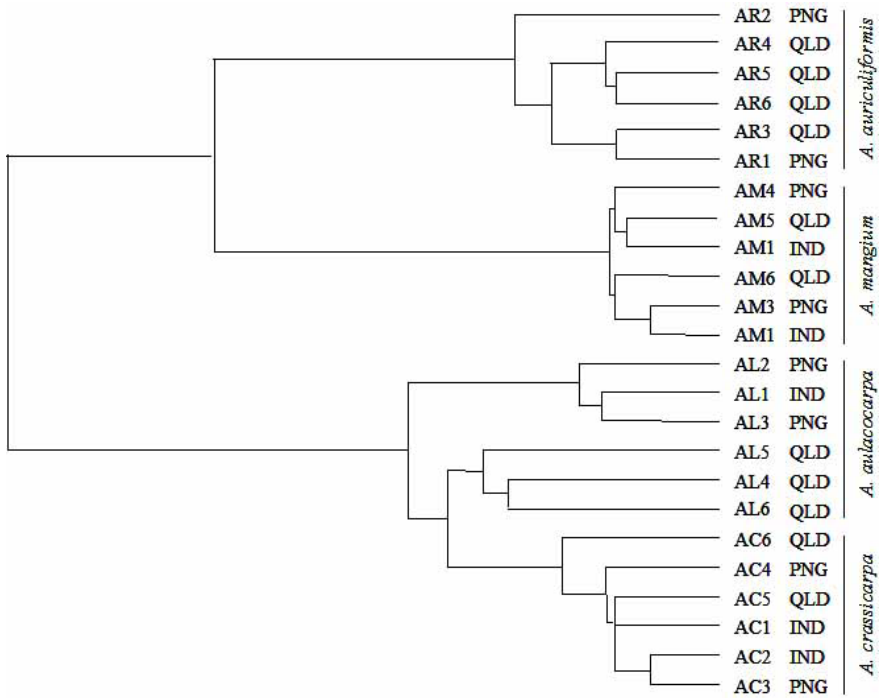 AR2 PNG
AR4 QLD
AR5 QLD
AR6 QLD
AR3 QLD
AR1 PNG
A. auriculiformis
AM4 PNG
AM5 QLD
AM1 IND
AM6 QLD
AM3 PNG
AM1 IND
A. mangium
AL2 PNG
AL1 IND
AL3 PNG
AL5 QLD
AL4 QLD
AL6 QLD
A. aulacocarpa
AC6 QLD
AC4 PNG
AC5 QLD
AC1 IND
AC2 IND
AC3 PNG
A. crassicarpa